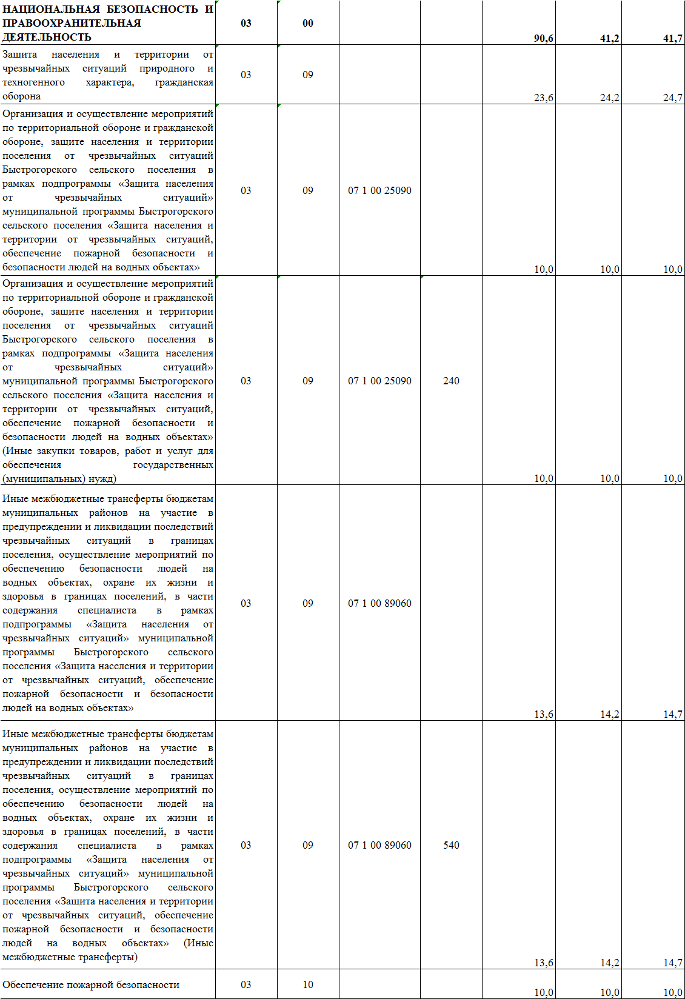 НАЦИОНАЛЬНАЯ БЕЗОПАСНОСТЬ И
ПРАВООХРАНИТЕЛЬНАЯ
ДЕЯТЕЛЬНОСТЬ
03 00 90,6 41,2 41,7
Защита населения и территории от
чрезвычайных ситуаций природного и
техногенного характера, гражданская
оборона
03 09 23,6 24,2 24,7
Организация и осуществление мероприятий
по территориальной обороне и гражданской
обороне, защите населения и территории
поселения от чрезвычайных ситуаций
Быстрогорского сельского поселения в
рамках подпрограммы «Защита населения
от чрезвычайных ситуаций»
муниципальной программы Быстрогорского
сельского поселения «Защита населения и
территории от чрезвычайных ситуаций,
обеспечение пожарной безопасности и
безопасности людей на водных объектах»
03 09 07 1 00 25090 10,0 10,0 10,0
Организация и осуществление мероприятий
по территориальной обороне и гражданской
обороне, защите населения и территории
поселения от чрезвычайных ситуаций
Быстрогорского сельского поселения в
рамках подпрограммы «Защита населения
от чрезвычайных ситуаций»
муниципальной программы Быстрогорского
сельского поселения «Защита населения и
территории от чрезвычайных ситуаций,
обеспечение пожарной безопасности и
безопасности людей на водных объектах»
(Иные закупки товаров, работ и услуг для
обеспечения государственных
(муниципальных) нужд)
03 09 07 1 00 25090 240 10,0 10,0 10,0
Иные межбюджетные трансферты бюджетам
муниципальных районов на участие в
предупреждении и ликвидации последствий
чрезвычайных ситуаций в границах
поселения, осуществление мероприятий по
обеспечению безопасности людей на
водных объектах, охране их жизни и
здоровья в границах поселений, в части
содержания специалиста в рамках
подпрограммы «Защита населения от
чрезвычайных ситуаций» муниципальной
программы Быстрогорского сельского
поселения «Защита населения и территории
от чрезвычайных ситуаций, обеспечение
пожарной безопасности и безопасности
людей на водных объектах»
03 09 07 1 00 89060 13,6 14,2 14,7
Иные межбюджетные трансферты бюджетам
муниципальных районов на участие в
предупреждении и ликвидации последствий
чрезвычайных ситуаций в границах
поселения, осуществление мероприятий по
обеспечению безопасности людей на
водных объектах, охране их жизни и
здоровья в границах поселений, в части
содержания специалиста в рамках
подпрограммы «Защита населения от
чрезвычайных ситуаций» муниципальной
программы Быстрогорского сельского
поселения «Защита населения и территории
от чрезвычайных ситуаций, обеспечение
пожарной безопасности и безопасности
людей на водных объектах» (Иные
межбюджетные трансферты)
03 09 07 1 00 89060 540 13,6 14,2 14,7
Обеспечение пожарной безопасности 03 10 10,0 10,0 10,0